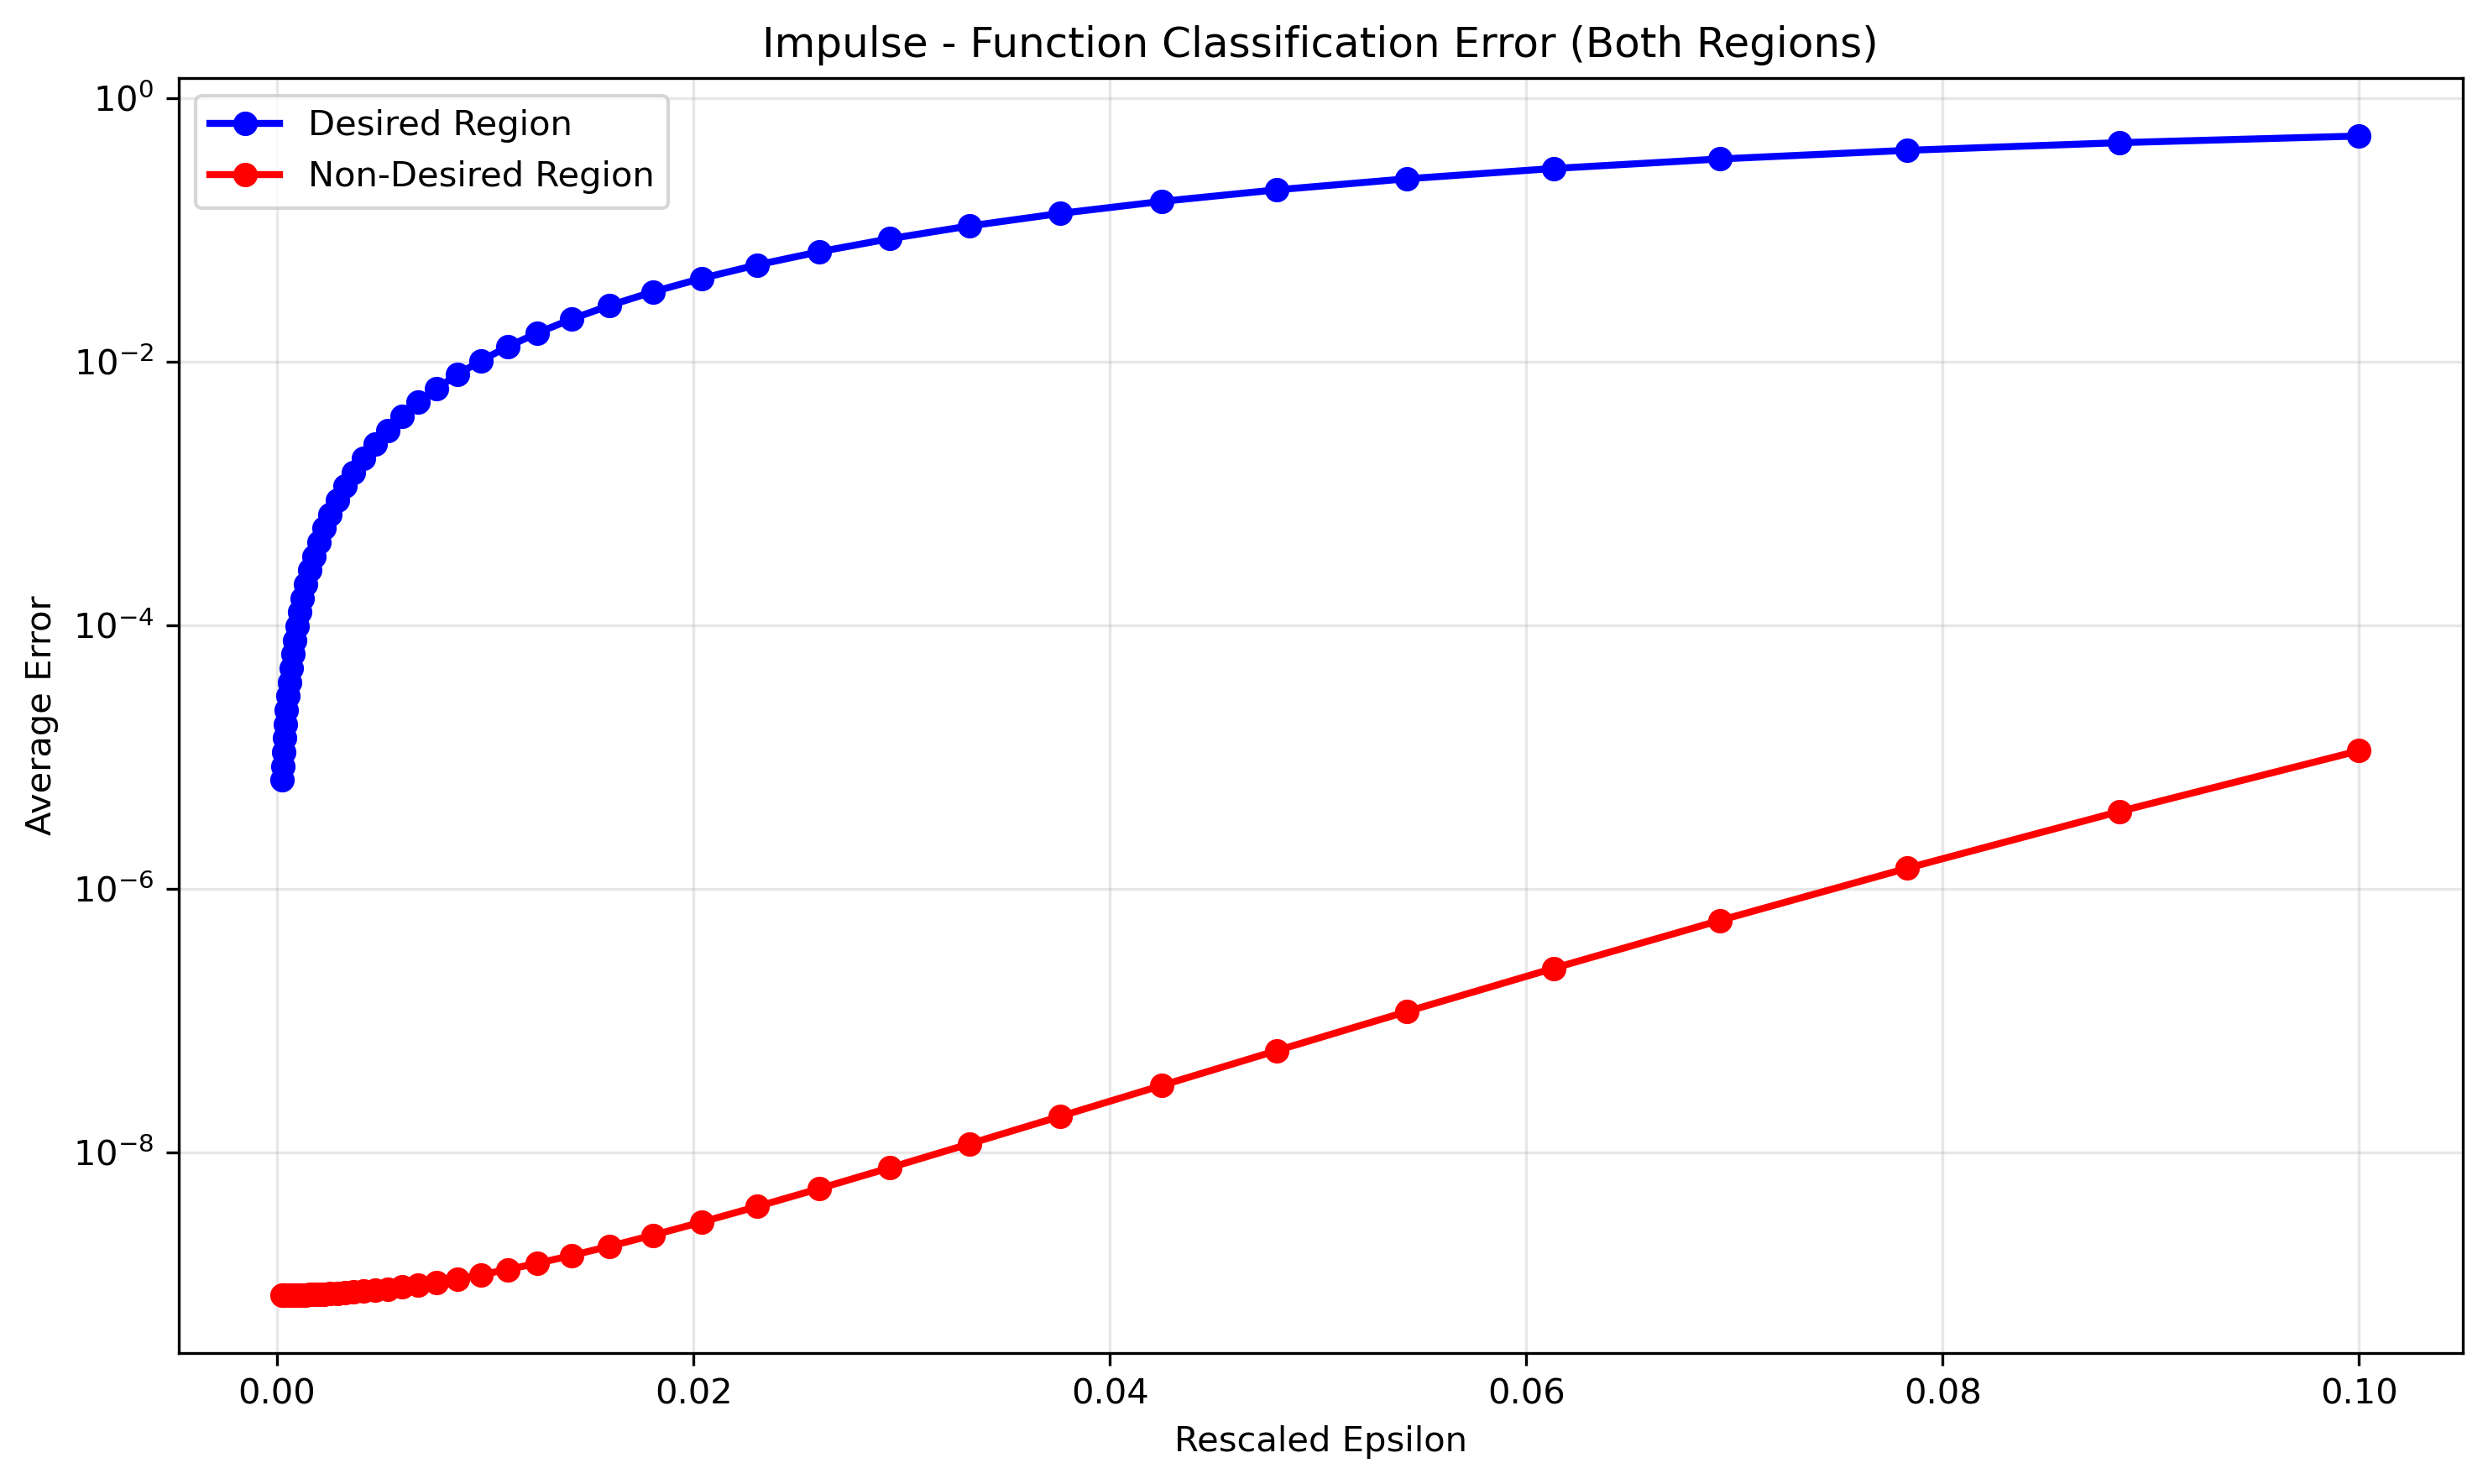 Impulse - Function Classification Error (Both Regions)
Desired Region
Non-Desired Region
Average Error
10⁰
10⁻²
10⁻⁴
10⁻⁶
10⁻⁸
0.00 0.02 0.04 0.06 0.08 0.10
Rescaled Epsilon